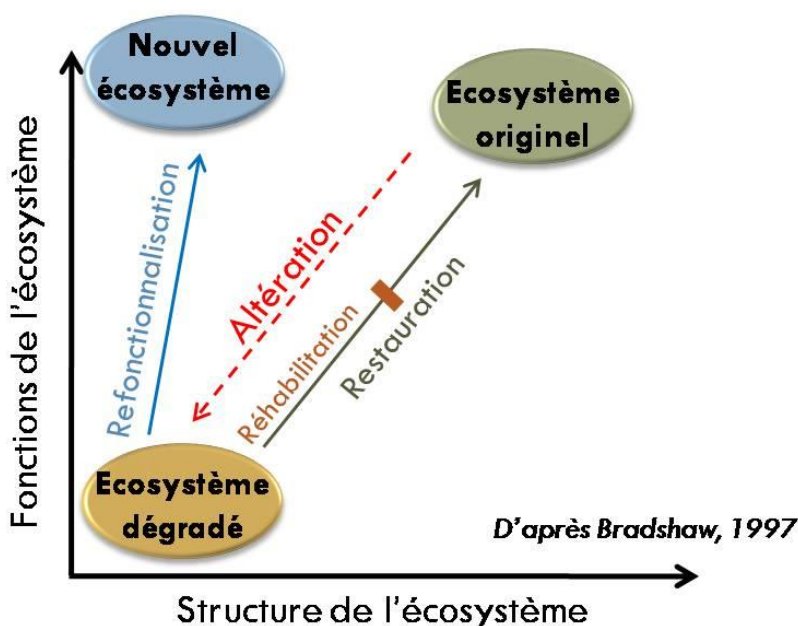 Nouvel
écosystème
Ecosystème
originel
Fonctions de l'écosystème
Refonctionnalisation
Altération
Réhabilitation
Restauration
Ecosystème
dégradé
D'après Bradshaw, 1997
Structure de l'écosystème